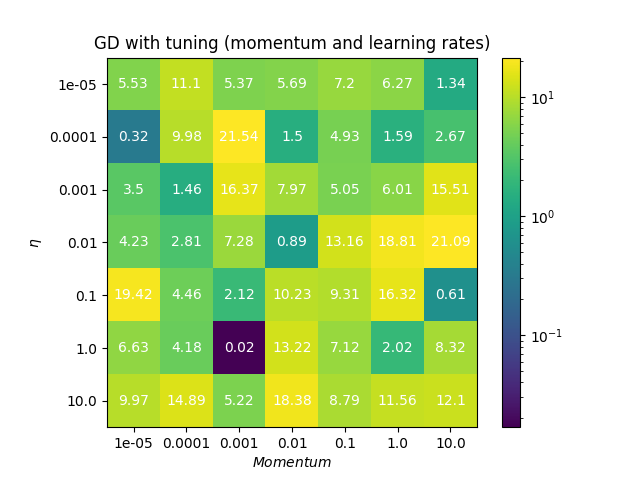 GD with tuning (momentum and learning rates)
1e-05 5.53 11.1 5.37 5.69 7.2 6.27 1.34
0.0001 0.32 9.98 21.54 1.5 4.93 1.59 2.67
0.001 3.5 1.46 16.37 7.97 5.05 6.01 15.51
0.01 4.23 2.81 7.28 0.89 13.16 18.81 21.09
0.1 19.42 4.46 2.12 10.23 9.31 16.32 0.61
1.0 6.63 4.18 0.02 13.22 7.12 2.02 8.32
10.0 9.97 14.89 5.22 18.38 8.79 11.56 12.1
1e-05 0.0001 0.001 0.01 0.1 1.0 10.0
Momentum
η
10¹
10⁰
10⁻¹